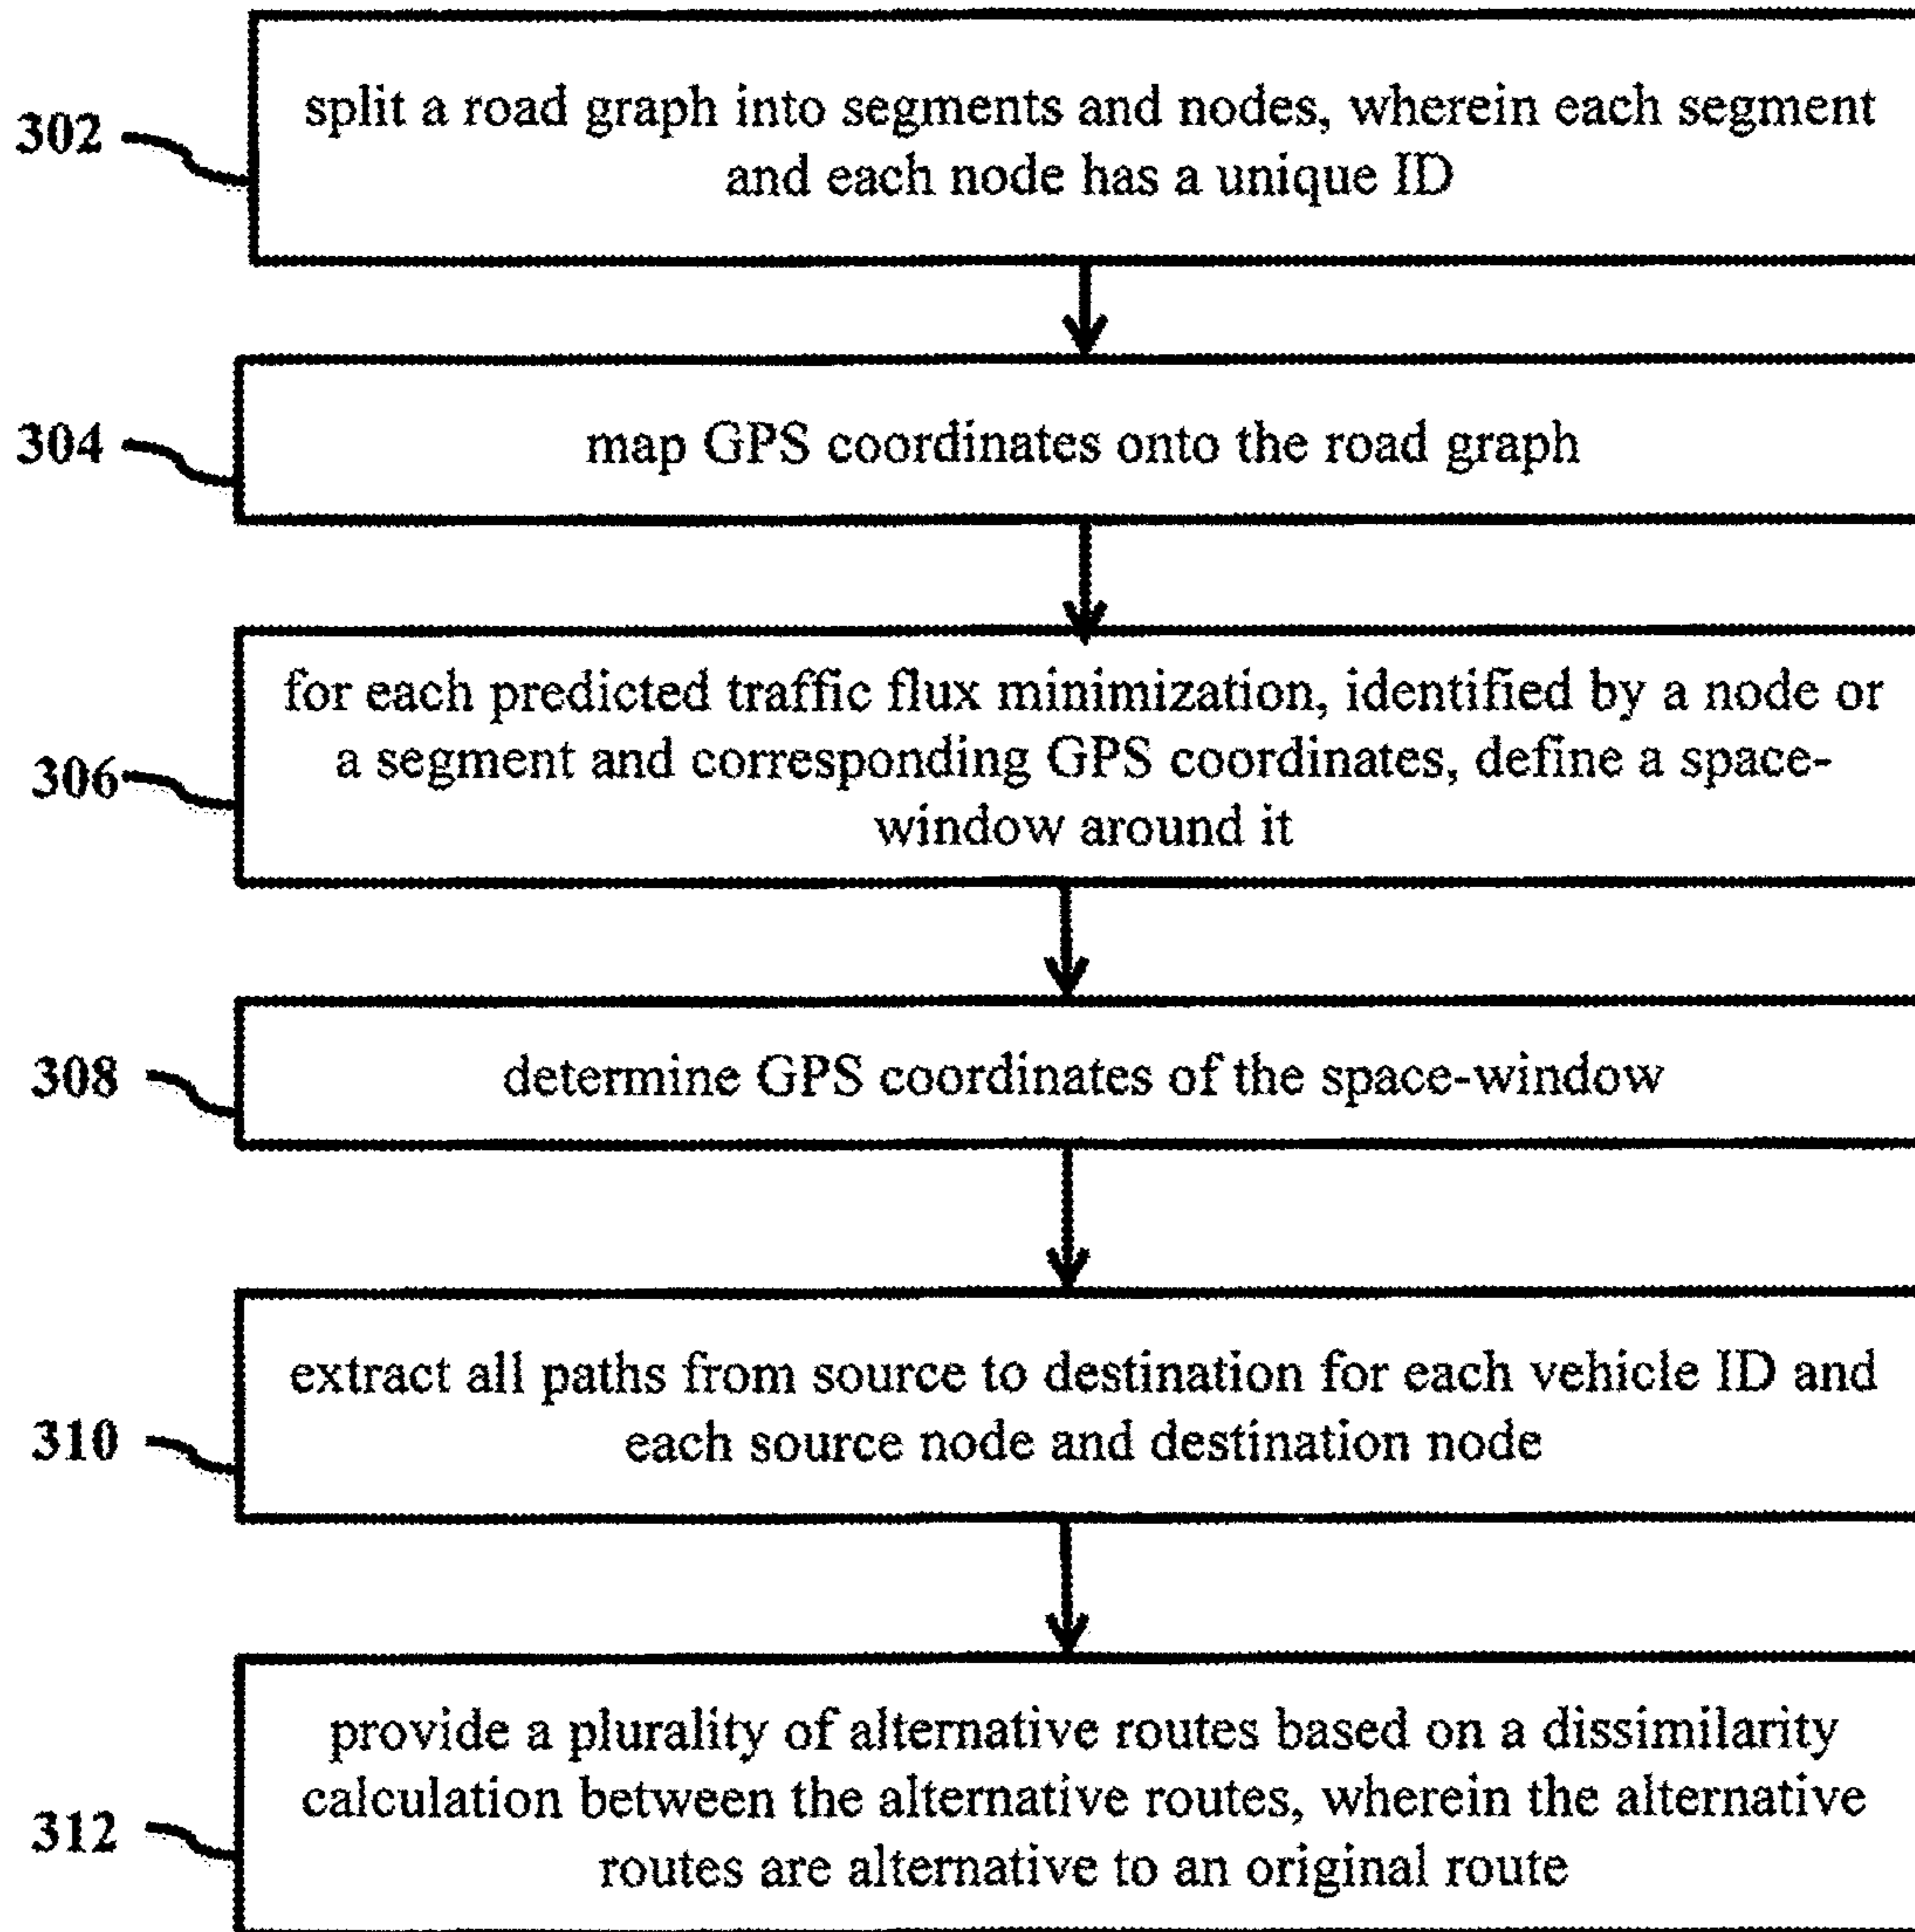 302
split a road graph into segments and nodes, wherein each segment
and each node has a unique ID
304
map GPS coordinates onto the road graph
306
for each predicted traffic flux minimization, identified by a node or
a segment and corresponding GPS coordinates, define a space-
window around it
308
determine GPS coordinates of the space-window
310
extract all paths from source to destination for each vehicle ID and
each source node and destination node
312
provide a plurality of alternative routes based on a dissimilarity
calculation between the alternative routes, wherein the alternative
routes are alternative to an original route